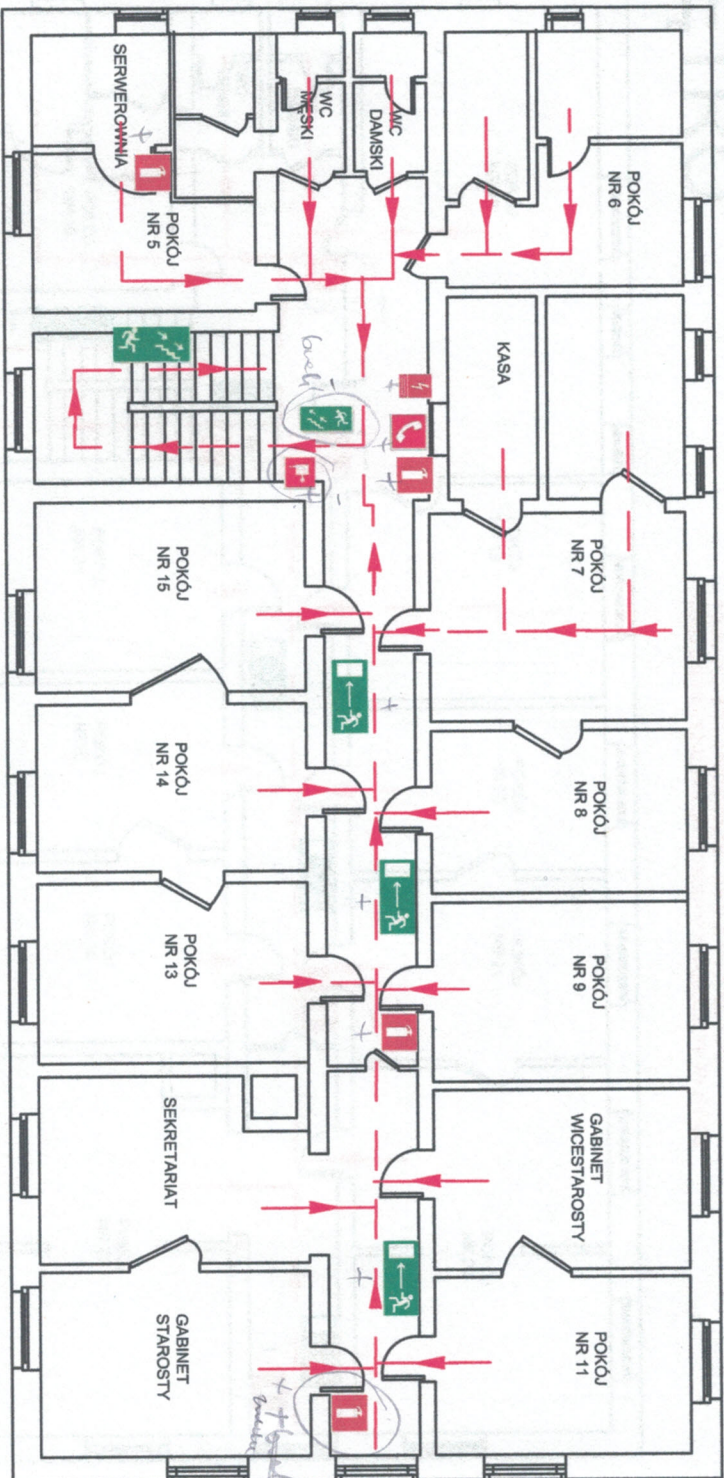 SERWEROWNIA
POKÓJ
NR 5
WC
MĘSKI
WC
DAMSKI
POKÓJ
NR 6
KASA
POKÓJ
NR 7
POKÓJ
NR 15
POKÓJ
NR 14
POKÓJ
NR 8
POKÓJ
NR 13
POKÓJ
NR 9
SEKRETARIAT
GABINET
WICESTAROSTY
GABINET
STAROSTY
POKÓJ
NR 11